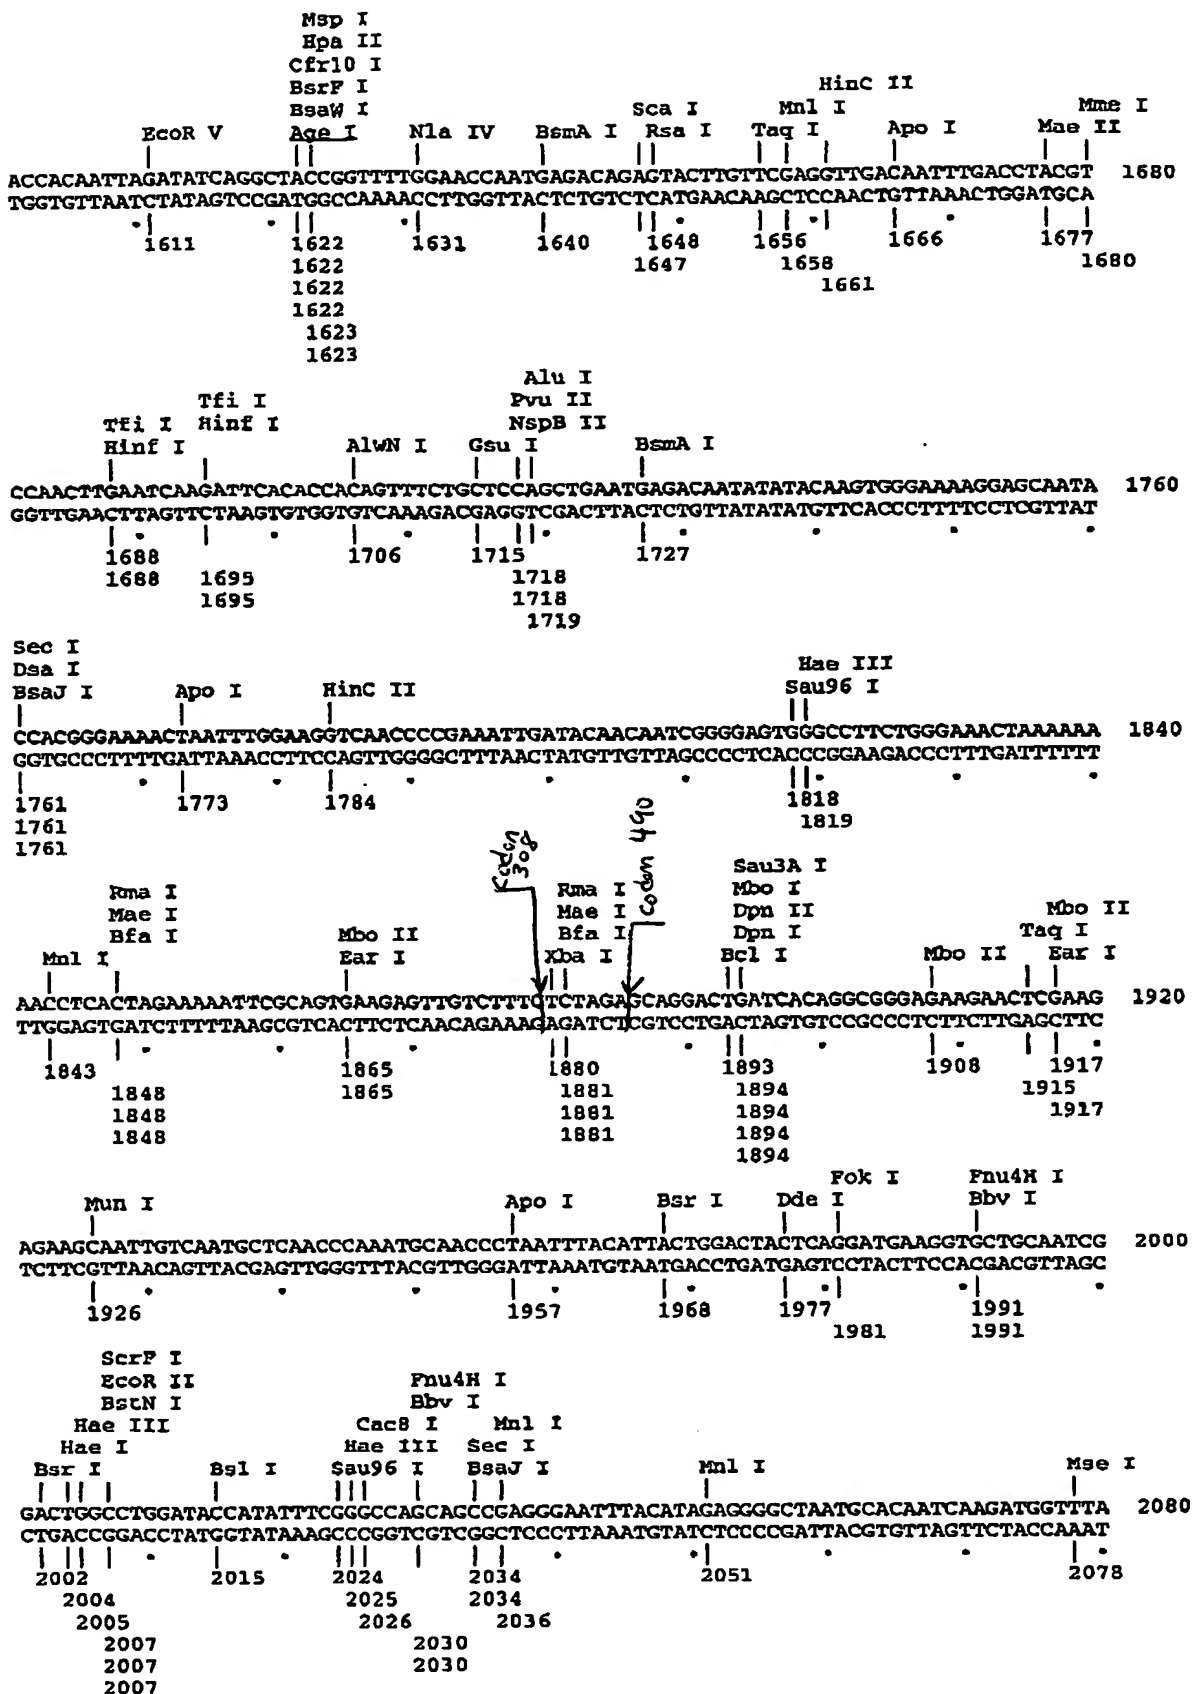 Msp I
Hpa II
Cfr10 I
BsrF I HinC II
BsaW I Sca I Mnl I Mme I
EcoR V Age I Nla IV BsmA I Rsa I Taq I Apo I Mae II
ACCACAATTAGATATCAGGCTACCGGTTTTGGAACCAATGAGACAGAGTACTTGTTCGAGGTTGACAATTTGACCTACGT 1680
TGGTGTTAATCTATAGTCCGATGGCCAAAACCTTGGTTACTCTGTCTCATGAACAAGCTCCAACTGTTAAACTGGATGCA
1611 1622 1631 1640 1648 1656 1666 1677
1622 1647 1658 1680
1622 1661
1622
1623
1623
Alu I
Tfi I Pvu II
Tfi I Hinf I NspB II
Hinf I AlwN I Gsu I BsmA I
CCAACTTGAATCAAGATTCACACCACAGTTTCTGCTCCAGCTGAATGAGACAATATATACAAGTGGGAAAAGGAGCAATA 1760
GGTTGAACTTAGTTCTAAGTGTGGTGTCAAAGACGAGGTCGACTTACTCTGTTATATATGTTCACCCTTTTCCTCGTTAT
1688 1706 1715 1727
1688 1695 1718
1695 1718
1719
Sec I
Dsa I Hae III
BsaJ I Apo I HinC II Sau96 I
CCACGGGAAAACTAATTTGGAAGGTCAACCCCGAAATTGATACAACAATCGGGGAGTGGGCCTTCTGGGAAACTAAAAAA 1840
GGTGCCCTTTTGATTAAACCTTCCAGTTGGGGCTTTAACTATGTTGTTAGCCCCTCACCCGGAAGACCCTTTGATTTTTT
1761 1773 1784 1818
1761 1819
1761
Codon 308 Codon 490
Sau3A I
Rma I Rma I Mbo I
Mae I Mae I Dpn II Mbo II
Bfa I Mbo II Bfa I Dpn I Taq I
Mnl I Ear I Xba I Bcl I Mbo II Ear I
AACCTCACTAGAAAAATTCGCAGTGAAGAGTTGTCTTTCTCTAGAGCAGGACTGATCACAGGCGGGAGAAGAACTCGAAG 1920
TTGGAGTGATCTTTTTAAGCGTCACTTCTCAACAGAAAGAGATCTCGTCCTGACTAGTGTCCGCCCTCTTCTTGAGCTTC
1843 1865 1880 1893 1908 1917
1848 1865 1881 1894 1915
1848 1881 1894 1917
1848 1881 1894
1894
Fok I Fnu4H I
Mun I Apo I Bsr I Dde I Bbv I
AGAAGCAATTGTCAATGCTCAACCCAAATGCAACCCTAATTTACATTACTGGACTACTCAGGATGAAGGTGCTGCAATCG 2000
TCTTCGTTAACAGTTACGAGTTGGGTTTACGTTGGGATTAAATGTAATGACCTGATGAGTCCTACTTCCACGACGTTAGC
1926 1957 1968 1977 1991
1981 1991
ScrF I
EcoR II Fnu4H I
BstN I Bbv I
Hae III Cac8 I Mnl I
Hae I Hae III Sec I
Bsr I Bsl I Sau96 I BsaJ I Mnl I Mse I
GACTGGCCTGGATACCATATTTCGGGCCAGCAGCCGAGGGAATTTACATAGAGGGGCTAATGCACAATCAAGATGGTTTA 2080
CTGACCGGACCTATGGTATAAAGCCCGGTCGTCGGCTCCCTTAAATGTATCTCCCCGATTACGTGTTAGTTCTACCAAAT
2002 2015 2024 2034 2051 2078
2004 2025 2034
2005 2026 2036
2007 2030
2007 2030
2007